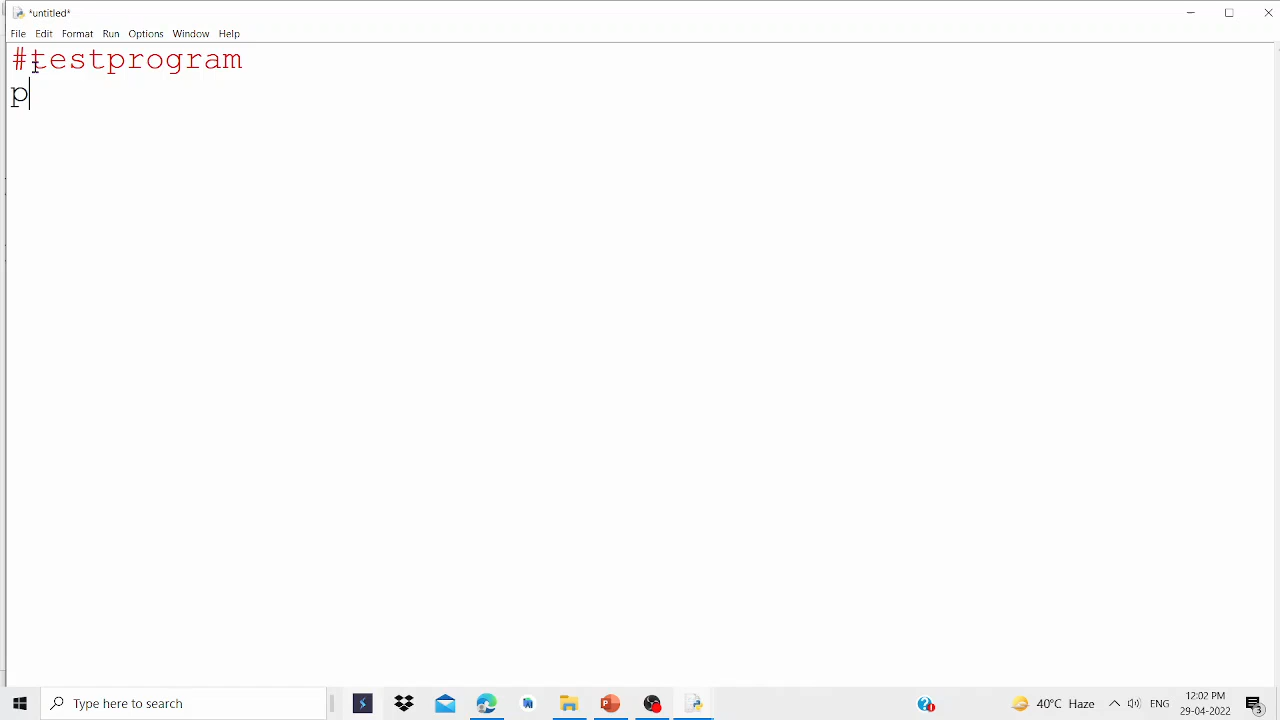 *untitled*
File Edit Format Run Options Window Help
#testprogram
p
Type here to search
40°C Haze
ENG
12:02 PM
29-04-2022
3